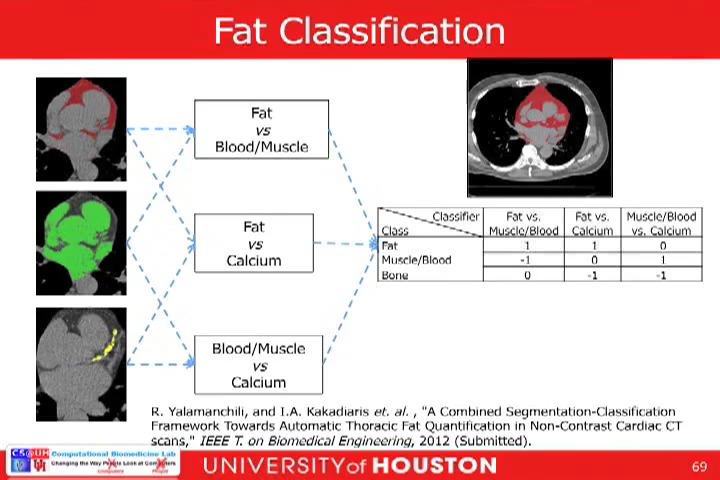 Fat Classification
Fat
vs
Blood/Muscle
Fat
vs
Calcium
Blood/Muscle
vs
Calcium
Classifier
Class
Fat vs.
Muscle/Blood
Fat vs.
Calcium
Muscle/Blood
vs. Calcium
Fat 1 1 0
Muscle/Blood -1 0 1
Bone 0 -1 -1
R. Yalamanchili, and I.A. Kakadiaris et. al. , "A Combined Segmentation-Classification
Framework Towards Automatic Thoracic Fat Quantification in Non-Contrast Cardiac CT
scans," IEEE T. on Biomedical Engineering, 2012 (Submitted).
CS@UH
Computational Biomedicine Lab
Changing the Way People Look at Computers
Computers People
UNIVERSITY of HOUSTON
69